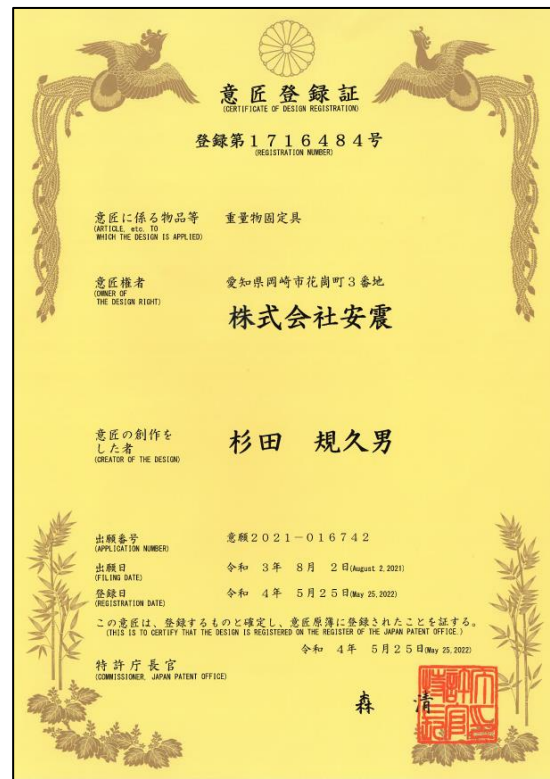 意匠登録証
(CERTIFICATE OF DESIGN REGISTRATION)
登録第1716484号
(REGISTRATION NUMBER)
意匠に係る物品等 重量物固定具
(ARTICLE, etc. TO
WHICH THE DESIGN IS APPLIED)
意匠権者 愛知県岡崎市花崗町3番地
(OWNER OF
THE DESIGN RIGHT)
株式会社安震
意匠の創作を
した者
(CREATOR OF THE DESIGN)
杉田 規久男
出願番号 意願2021-016742
(APPLICATION NUMBER)
出願日 令和 3年 8月 2日(August 2,2021)
(FILING DATE)
登録日 令和 4年 5月25日(May 25,2022)
(REGISTRATION DATE)
この意匠は、登録するものと確定し、意匠原簿に登録されたことを証する。
(THIS IS TO CERTIFY THAT THE DESIGN IS REGISTERED ON THE REGISTER OF THE JAPAN PATENT OFFICE.)
令和 4年 5月25日(May 25,2022)
特許庁長官
(COMMISSIONER, JAPAN PATENT OFFICE)
森 清